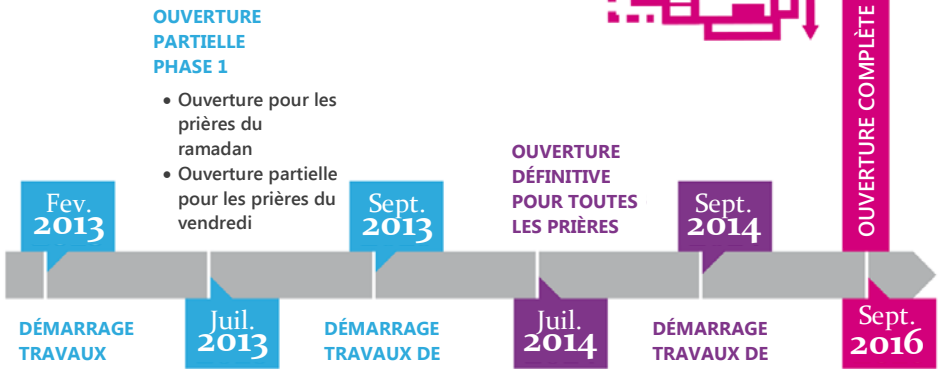 OUVERTURE
PARTIELLE
PHASE 1
• Ouverture pour les
prières du
ramadan
• Ouverture partielle
pour les prières du
vendredi
OUVERTURE
DÉFINITIVE
POUR TOUTES
LES PRIÈRES
OUVERTURE COMPLÈTE
Fev.
2013
Sept.
2013
Sept.
2014
DÉMARRAGE
TRAVAUX
Juil.
2013
DÉMARRAGE
TRAVAUX DE
Juil.
2014
DÉMARRAGE
TRAVAUX DE
Sept.
2016